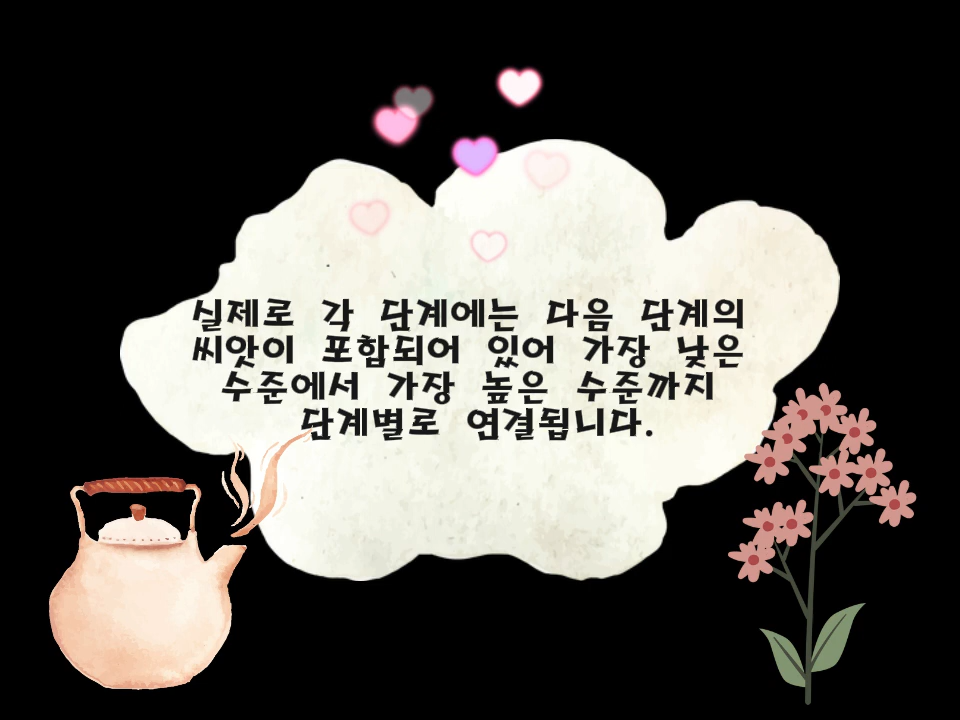 실제로 각 단계에는 다음 단계의
씨앗이 포함되어 있어 가장 낮은
수준에서 가장 높은 수준까지
단계별로 연결됩니다.